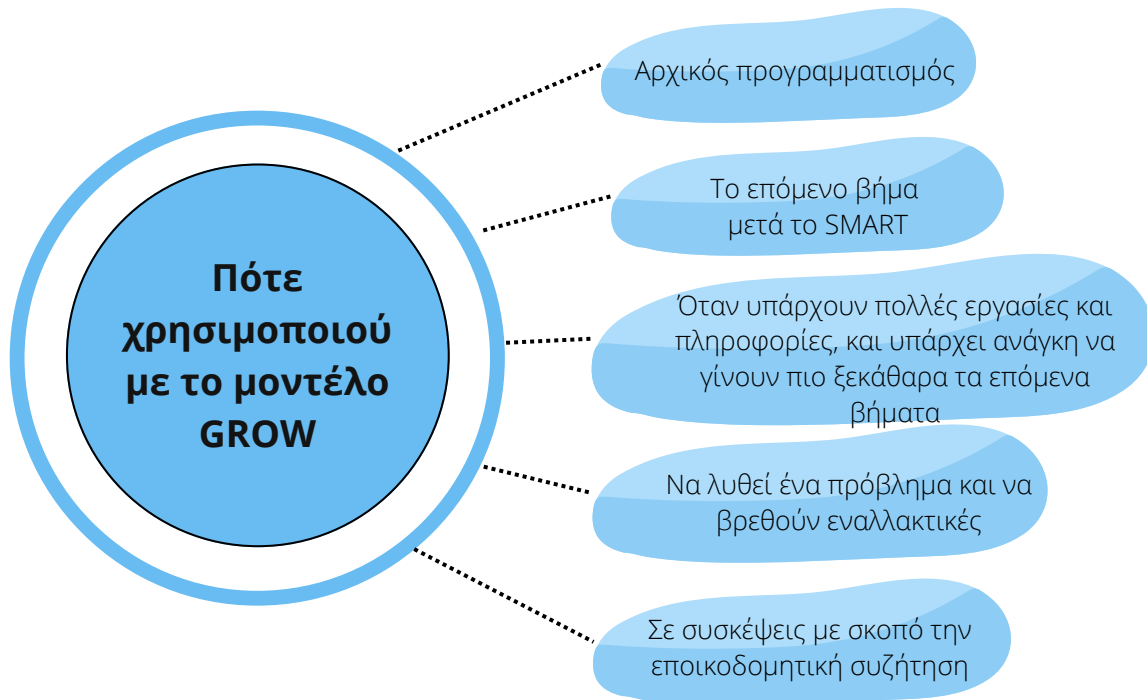 Πότε
χρησιμοποιού
με το μοντέλο
GROW
Αρχικός προγραμματισμός
Το επόμενο βήμα
μετά το SMART
Όταν υπάρχουν πολλές εργασίες και
πληροφορίες, και υπάρχει ανάγκη να
γίνουν πιο ξεκάθαρα τα επόμενα
βήματα
Να λυθεί ένα πρόβλημα και να
βρεθούν εναλλακτικές
Σε συσκέψεις με σκοπό την
εποικοδομητική συζήτηση